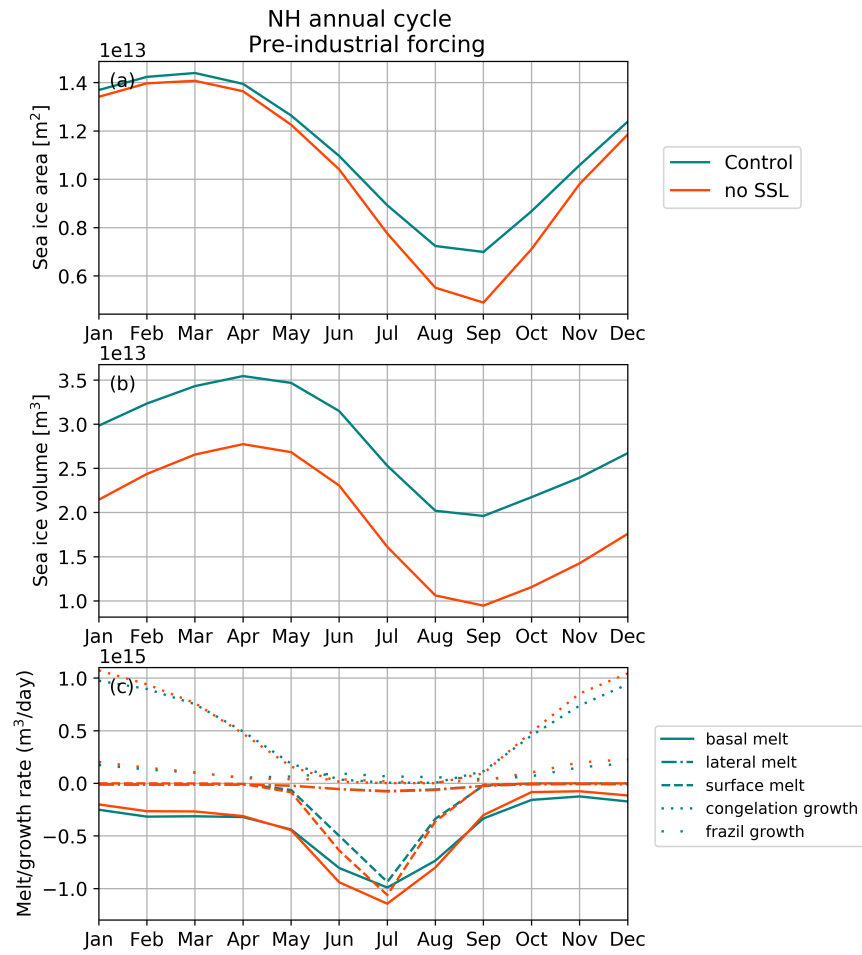 NH annual cycle
Pre-industrial forcing
1e13
(a)
1.4
1.2
1.0
0.8
0.6
Sea ice area [m²]
Jan Feb Mar Apr May Jun Jul Aug Sep Oct Nov Dec
Control
no SSL
1e13
(b)
3.5
3.0
2.5
2.0
1.5
1.0
Sea ice volume [m³]
Jan Feb Mar Apr May Jun Jul Aug Sep Oct Nov Dec
1e15
(c)
1.0
0.5
0.0
−0.5
−1.0
Melt/growth rate (m³/day)
Jan Feb Mar Apr May Jun Jul Aug Sep Oct Nov Dec
basal melt
lateral melt
surface melt
congelation growth
frazil growth